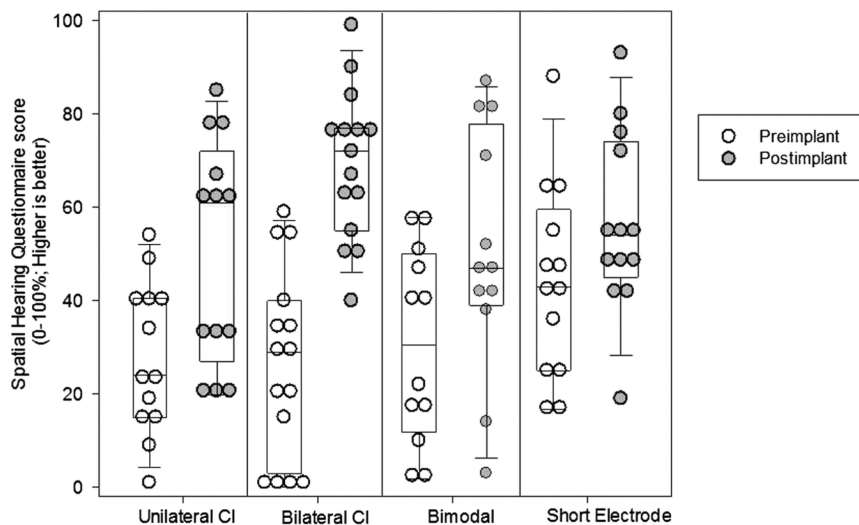 100
80
60
40
20
0
Spatial Hearing Questionnaire score
(0-100%; Higher is better)
Unilateral CI
Bilateral CI
Bimodal
Short Electrode
Preimplant
Postimplant